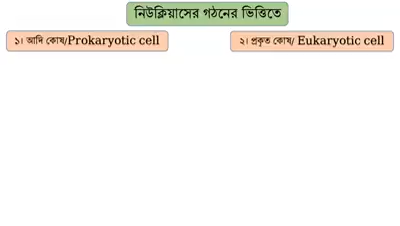 নিউক্লিয়াসের গঠনের ভিত্তিতে
১। আদি কোষ/Prokaryotic cell
২। প্রকৃত কোষ/ Eukaryotic cell